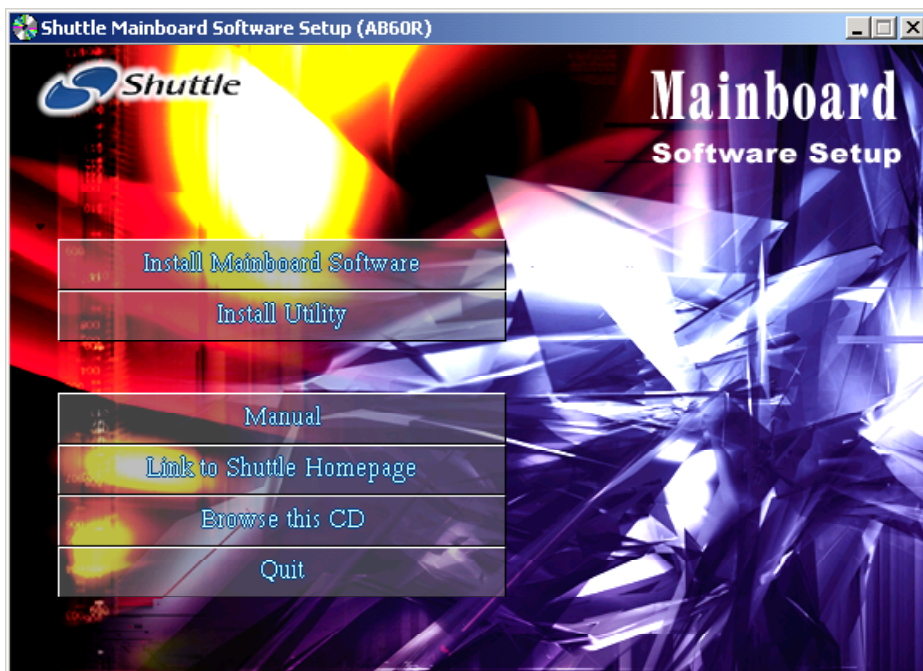 Shuttle Mainboard Software Setup (AB60R)
Shuttle
Mainboard
Software Setup
Install Mainboard Software
Install Utility
Manual
Link to Shuttle Homepage
Browse this CD
Quit